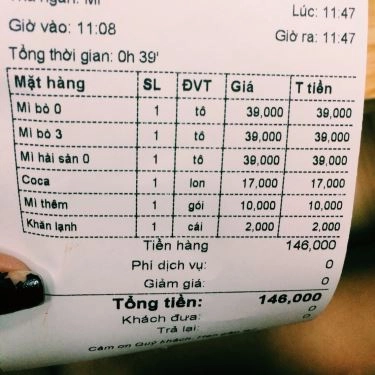 Thu ngân: Mi
Lúc: 11:47
Giờ vào: 11:08 Giờ ra: 11:47
Tổng thời gian: 0h 39'
Mặt hàng SL ĐVT Giá T tiền
Mì bò 0 1 tô 39,000 39,000
Mì bò 3 1 tô 39,000 39,000
Mì hải sản 0 1 tô 39,000 39,000
Coca 1 lon 17,000 17,000
Mì thêm 1 gói 10,000 10,000
Khăn lạnh 1 cái 2,000 2,000
Tiền hàng 146,000
Phí dịch vụ: 0
Giảm giá: 0
Tổng tiền: 146,000
Khách đưa: 0
Trả lại: 0
Cảm ơn Quý khách. Hẹn